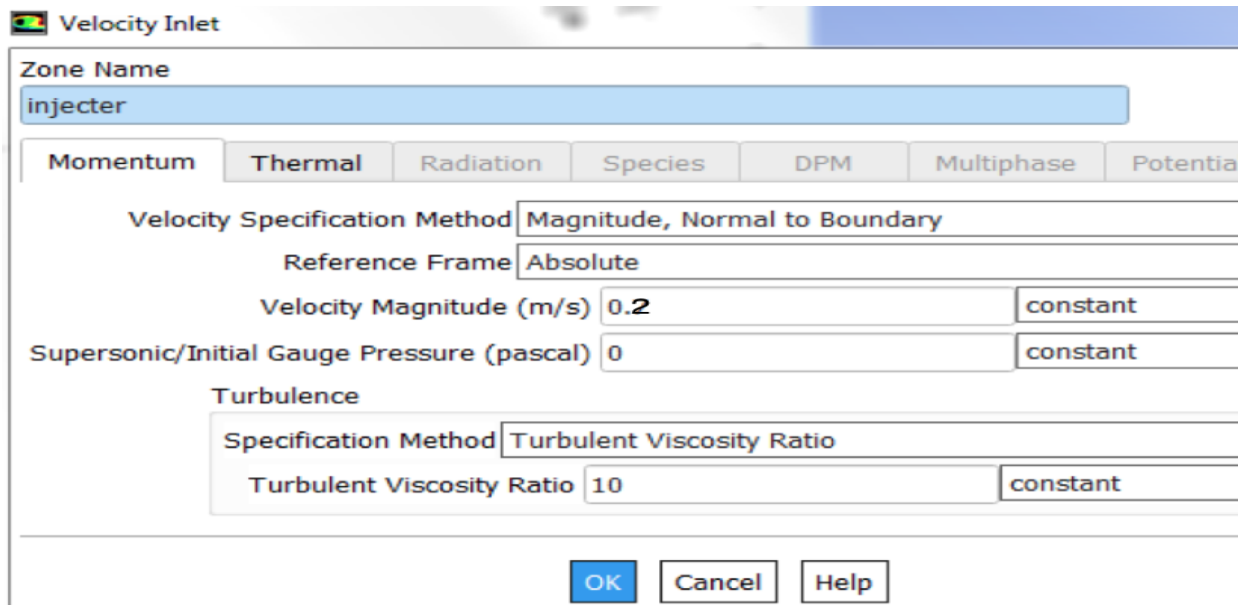 Velocity Inlet
Zone Name
injecter
Momentum Thermal Radiation Species DPM Multiphase Potentia
Velocity Specification Method Magnitude, Normal to Boundary
Reference Frame Absolute
Velocity Magnitude (m/s) 0.2 constant
Supersonic/Initial Gauge Pressure (pascal) 0 constant
Turbulence
Specification Method Turbulent Viscosity Ratio
Turbulent Viscosity Ratio 10 constant
OK Cancel Help